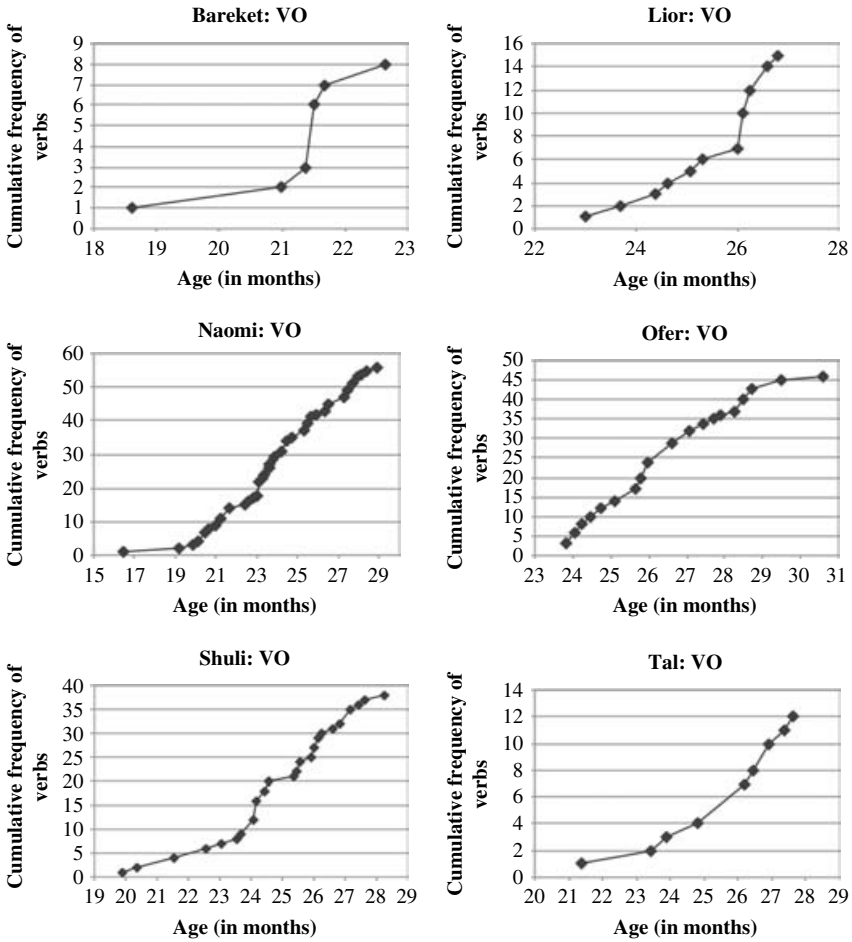 Bareket: VO
Cumulative frequency of
verbs
9
8
7
6
5
4
3
2
1
0
18 19 20 21 22 23
Age (in months)
Lior: VO
Cumulative frequency of
verbs
16
14
12
10
8
6
4
2
0
22 24 26 28
Age (in months)
Naomi: VO
Cumulative frequency of
verbs
60
50
40
30
20
10
0
15 17 19 21 23 25 27 29
Age (in months)
Ofer: VO
Cumulative frequency of
verbs
50
45
40
35
30
25
20
15
10
5
0
23 24 25 26 27 28 29 30 31
Age (in months)
Shuli: VO
Cumulative frequency of
verbs
40
35
30
25
20
15
10
5
0
19 20 21 22 23 24 25 26 27 28 29
Age (in months)
Tal: VO
Cumulative frequency of
verbs
14
12
10
8
6
4
2
0
20 21 22 23 24 25 26 27 28 29
Age (in months)